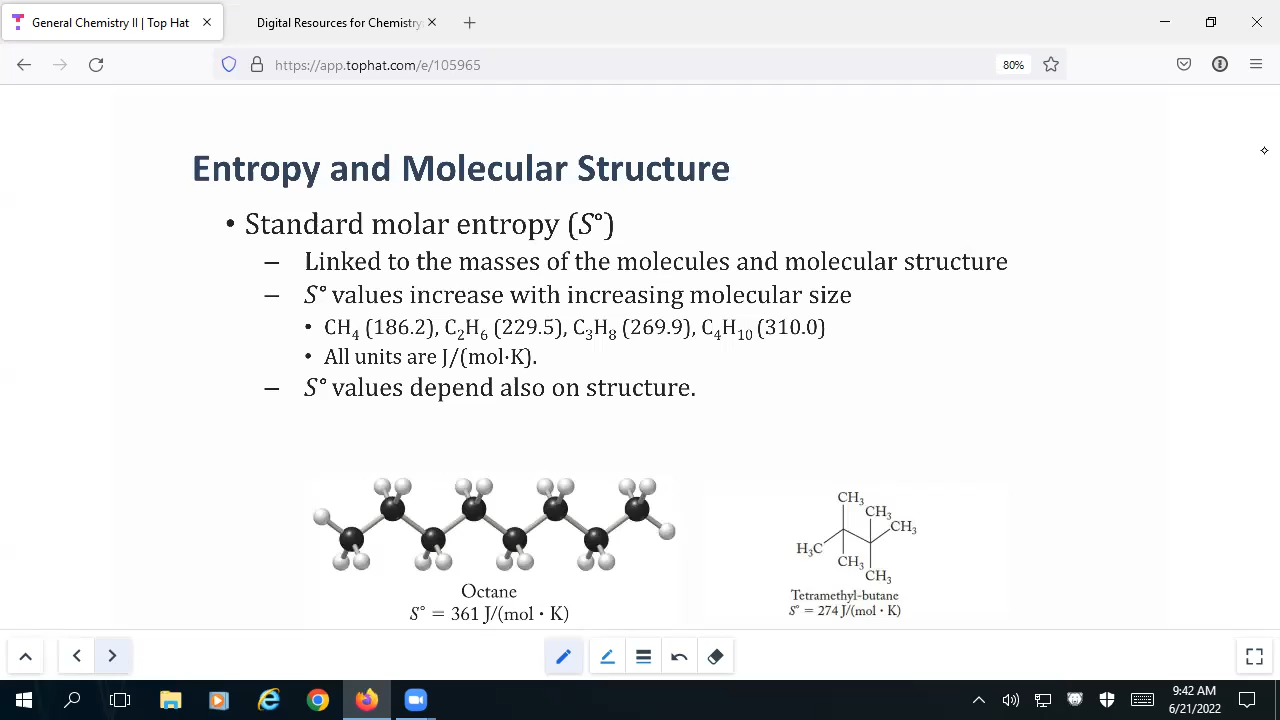 General Chemistry II | Top Hat
Digital Resources for Chemistry:
https://app.tophat.com/e/105965
80%
Entropy and Molecular Structure
• Standard molar entropy (S°)
– Linked to the masses of the molecules and molecular structure
– S° values increase with increasing molecular size
• CH₄ (186.2), C₂H₆ (229.5), C₃H₈ (269.9), C₄H₁₀ (310.0)
• All units are J/(mol·K).
– S° values depend also on structure.
CH₃
CH₃
CH₃
H₃C
CH₃
CH₃
Octane
S° = 361 J/(mol · K)
Tetramethyl-butane
S° = 274 J/(mol · K)
9:42 AM
6/21/2022